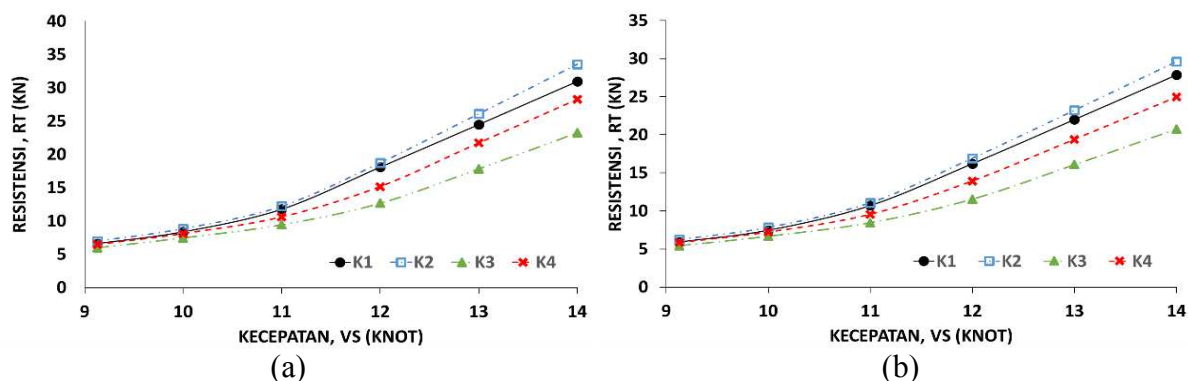 40
35
30
25
20
15
10
5
0
RESISTENSI , RT (KN)
K1 K2 K3 K4
9 10 11 12 13 14
KECEPATAN, VS (KNOT)
(a)
35
30
25
20
15
10
5
0
RESISTENSI , RT (KN)
K1 K2 K3 K4
9 10 11 12 13 14
KECEPATAN, VS (KNOT)
(b)